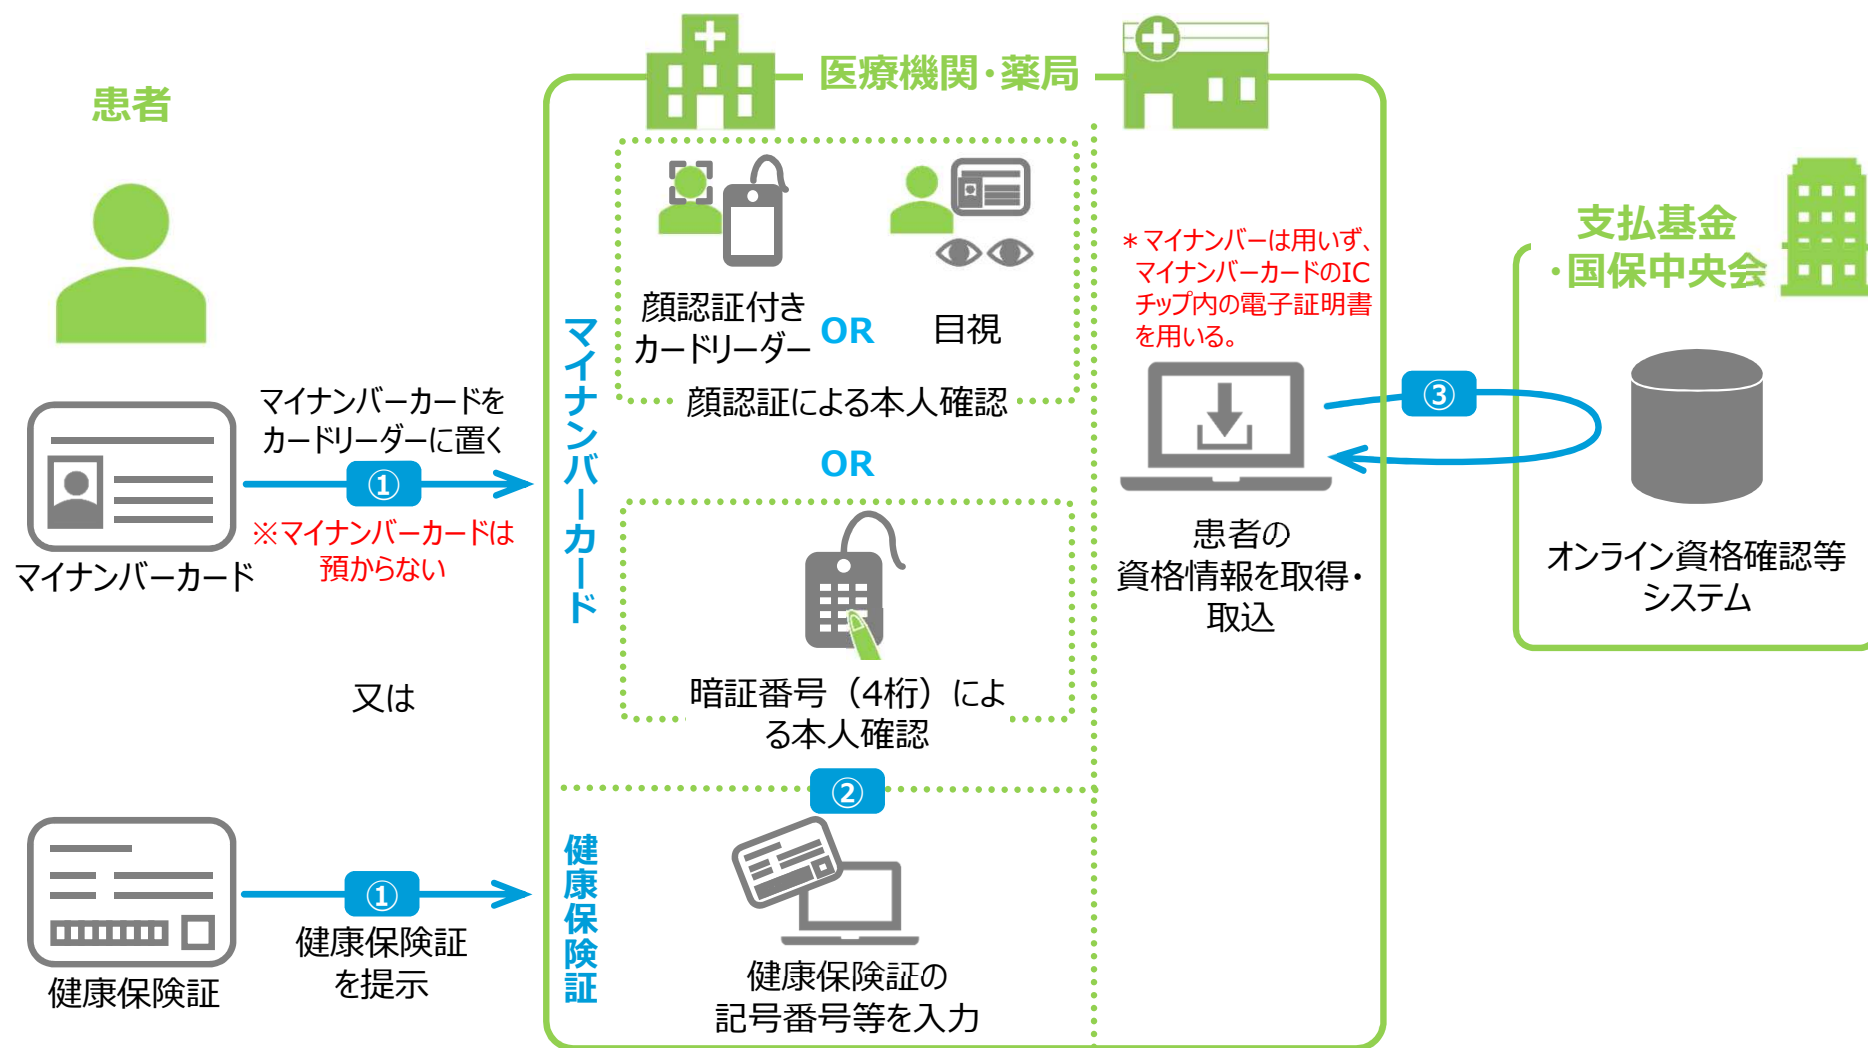 患者
マイナンバーカード
マイナンバーカードを
カードリーダーに置く
①
※マイナンバーカードは
預からない
又は
健康保険証
①
健康保険証
を提示
医療機関・薬局
マイナンバーカード
顔認証付き
カードリーダー
OR
目視
顔認証による本人確認
OR
暗証番号（4桁）によ
る本人確認
②
健康保険証
健康保険証の
記号番号等を入力
＊マイナンバーは用いず、
マイナンバーカードのIC
チップ内の電子証明書
を用いる。
患者の
資格情報を取得・
取込
③
支払基金
・国保中央会
オンライン資格確認等
システム